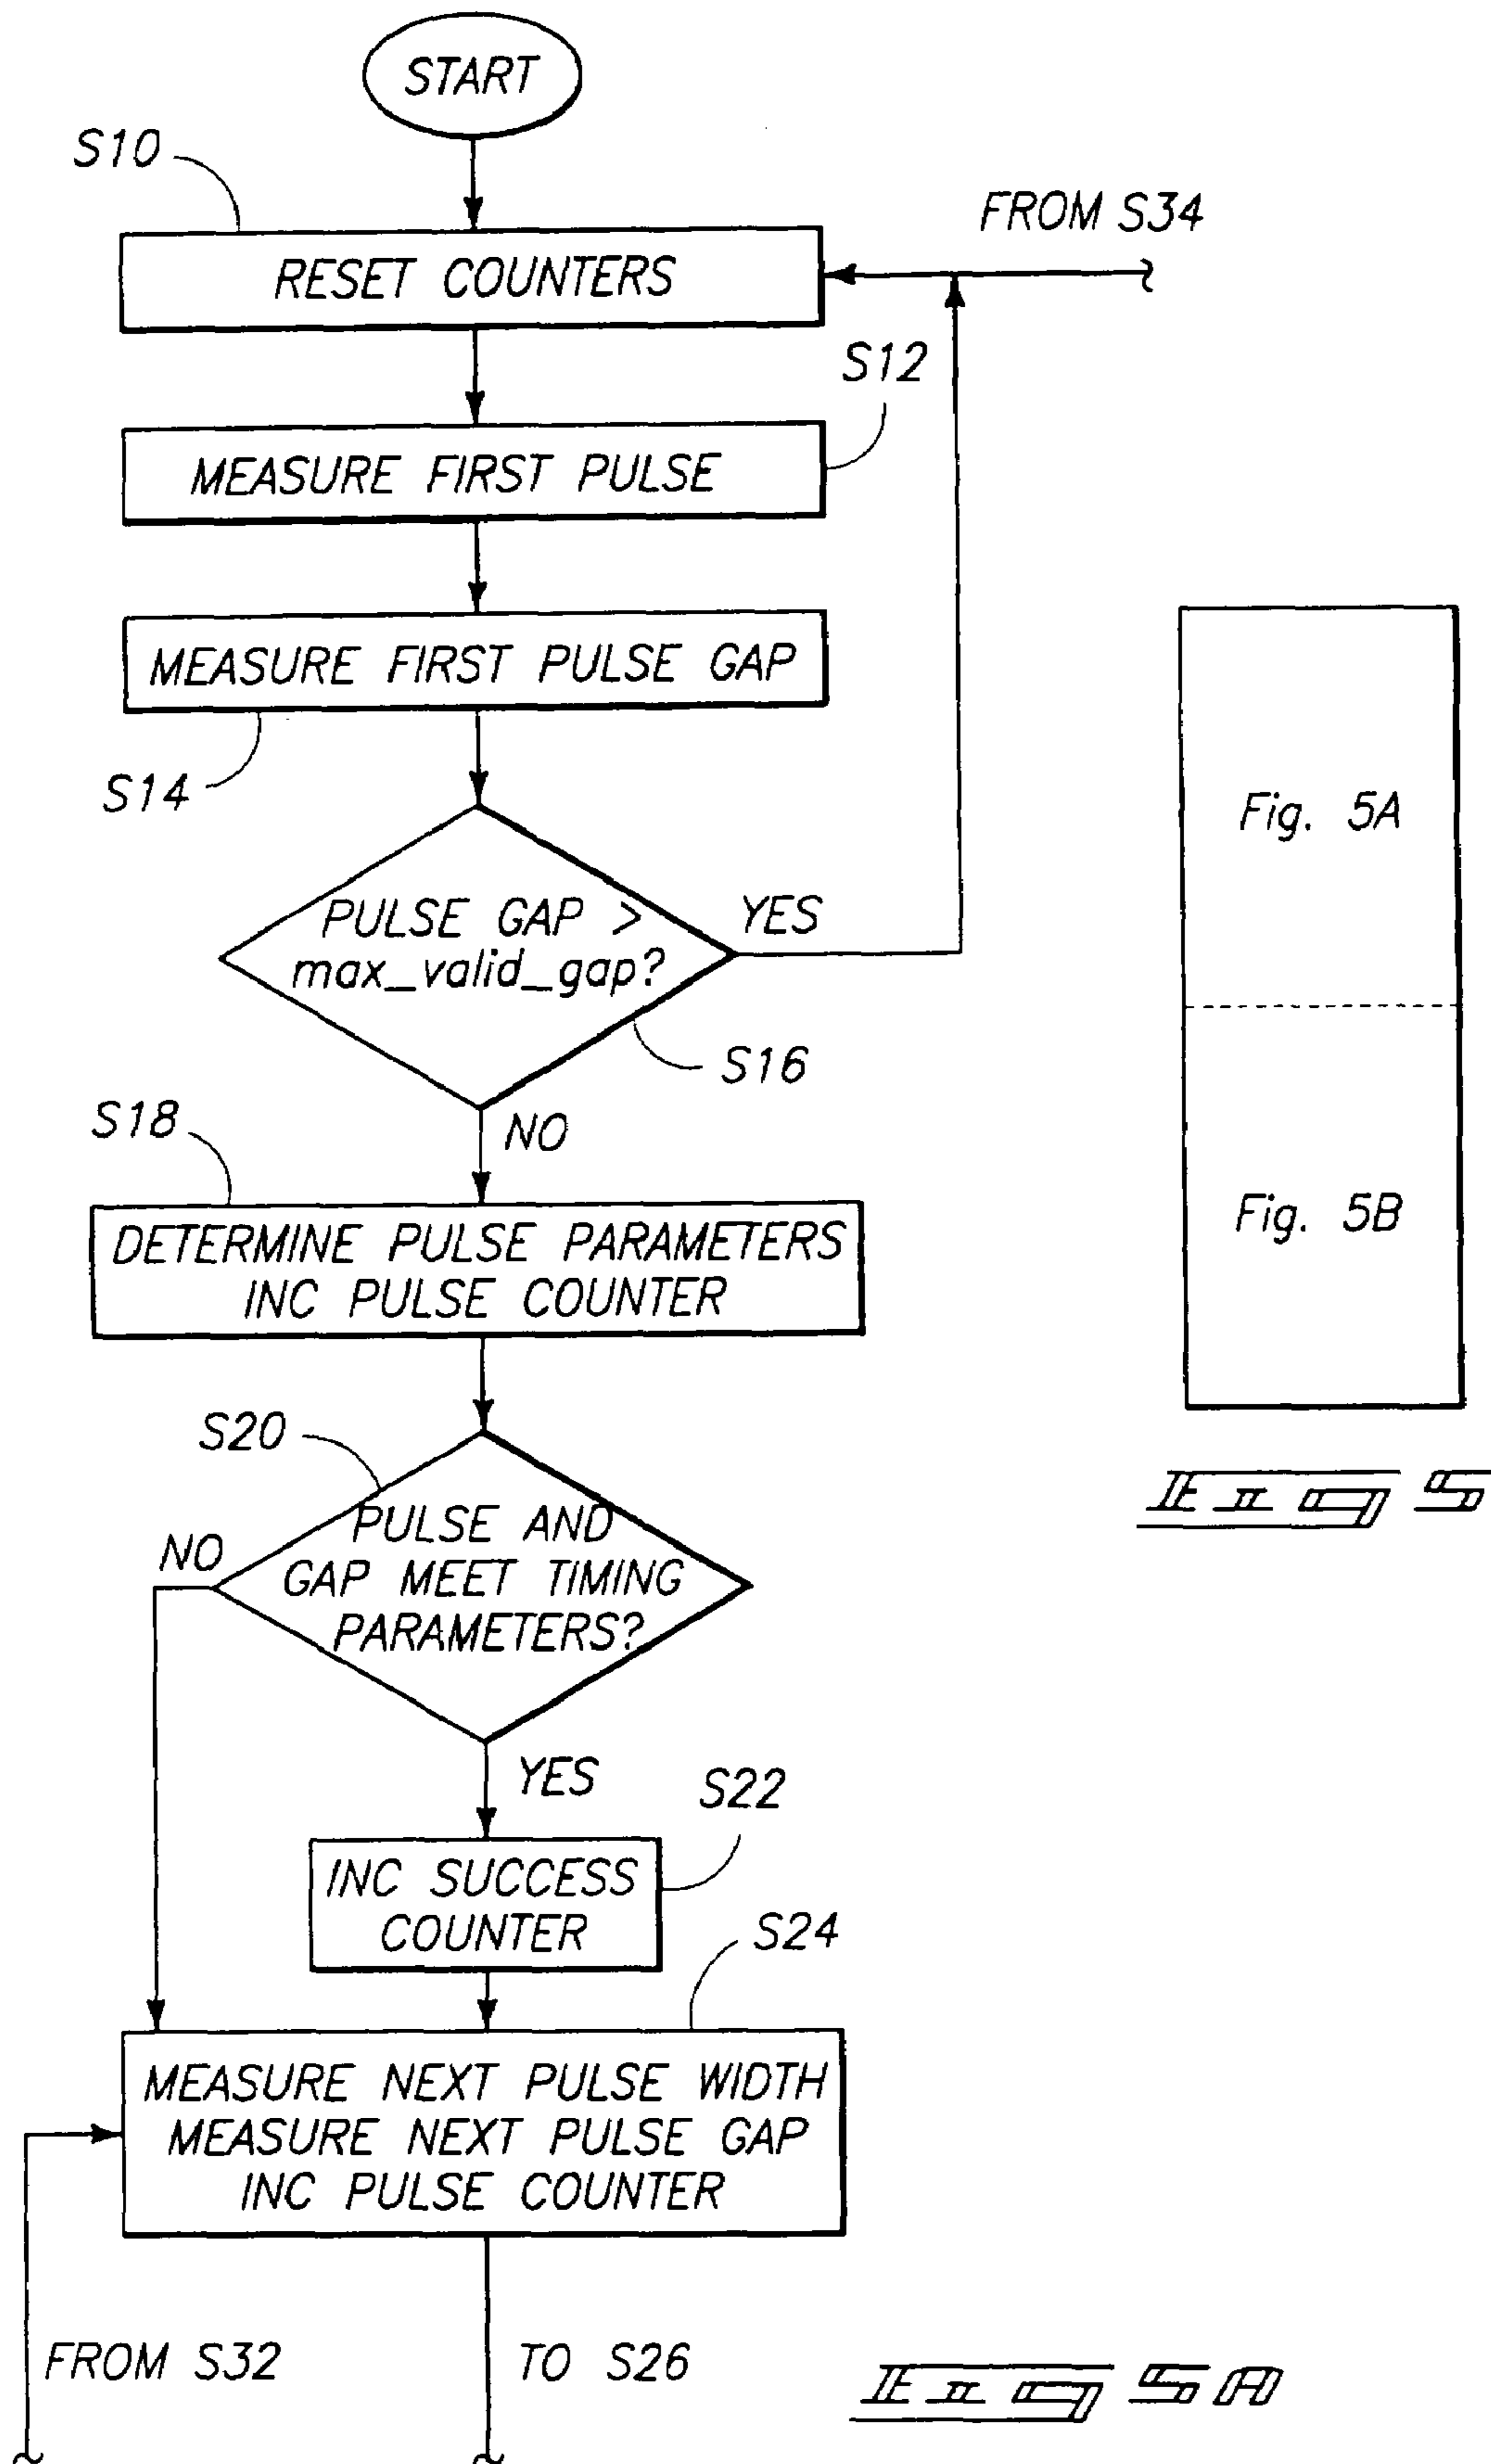 START
S10
FROM S34
RESET COUNTERS
S12
MEASURE FIRST PULSE
MEASURE FIRST PULSE GAP
S14
PULSE GAP >
max_valid_gap?
YES
S16
NO
S18
DETERMINE PULSE PARAMETERS
INC PULSE COUNTER
S20
PULSE AND
GAP MEET TIMING
PARAMETERS?
NO
YES
S22
INC SUCCESS
COUNTER
S24
MEASURE NEXT PULSE WIDTH
MEASURE NEXT PULSE GAP
INC PULSE COUNTER
FROM S32
TO S26
Fig. 5A
Fig. 5B
Fig 5
Fig 5A